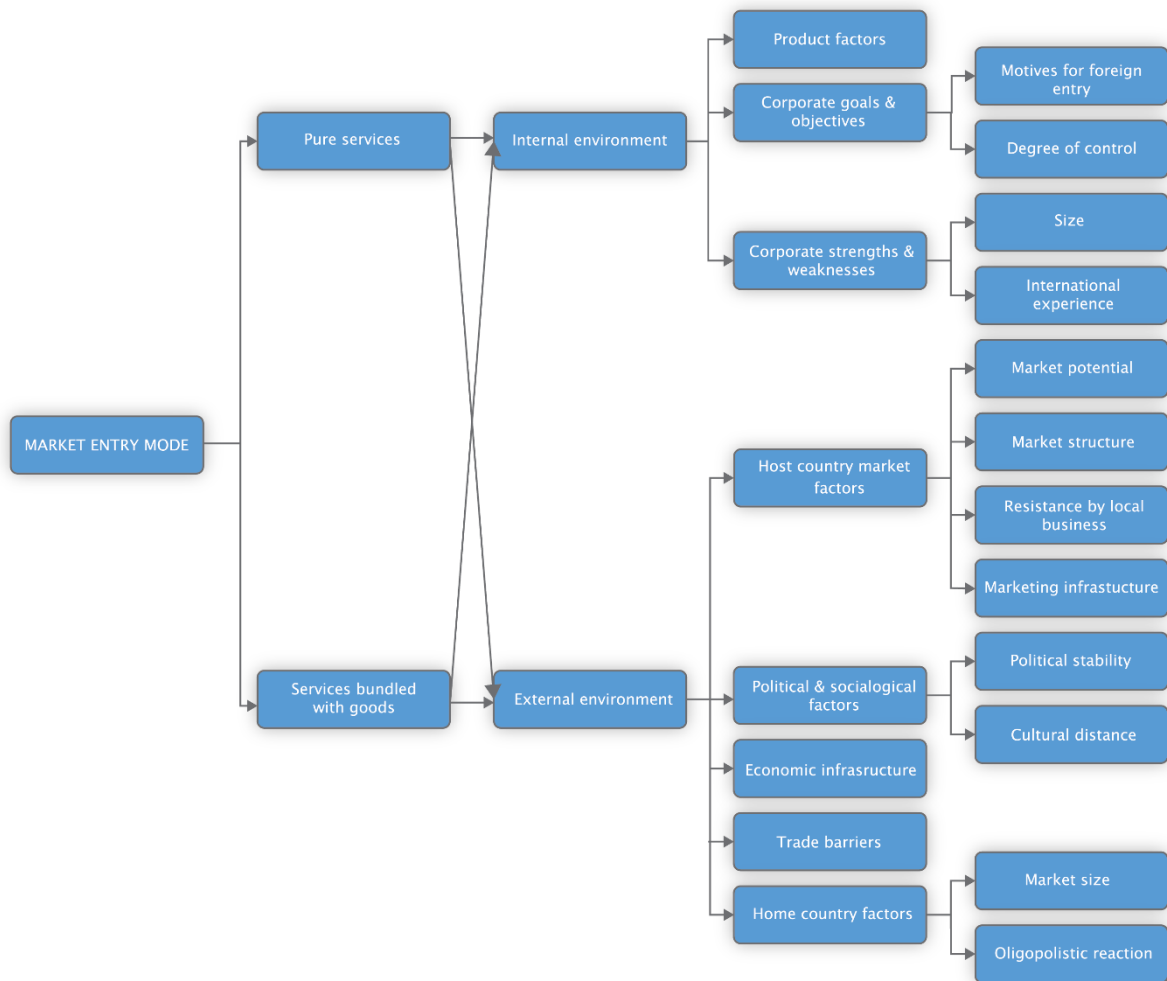 Product factors
Motives for foreign
entry
Corporate goals &
objectives
Pure services
Internal environment
Degree of control
Size
Corporate strengths &
weaknesses
International
experience
Market potential
MARKET ENTRY MODE
Market structure
Host country market
factors
Resistance by local
business
Marketing infrastucture
Political stability
Services bundled
with goods
External environment
Political & socialogical
factors
Cultural distance
Economic infrasructure
Trade barriers
Market size
Home country factors
Oligopolistic reaction